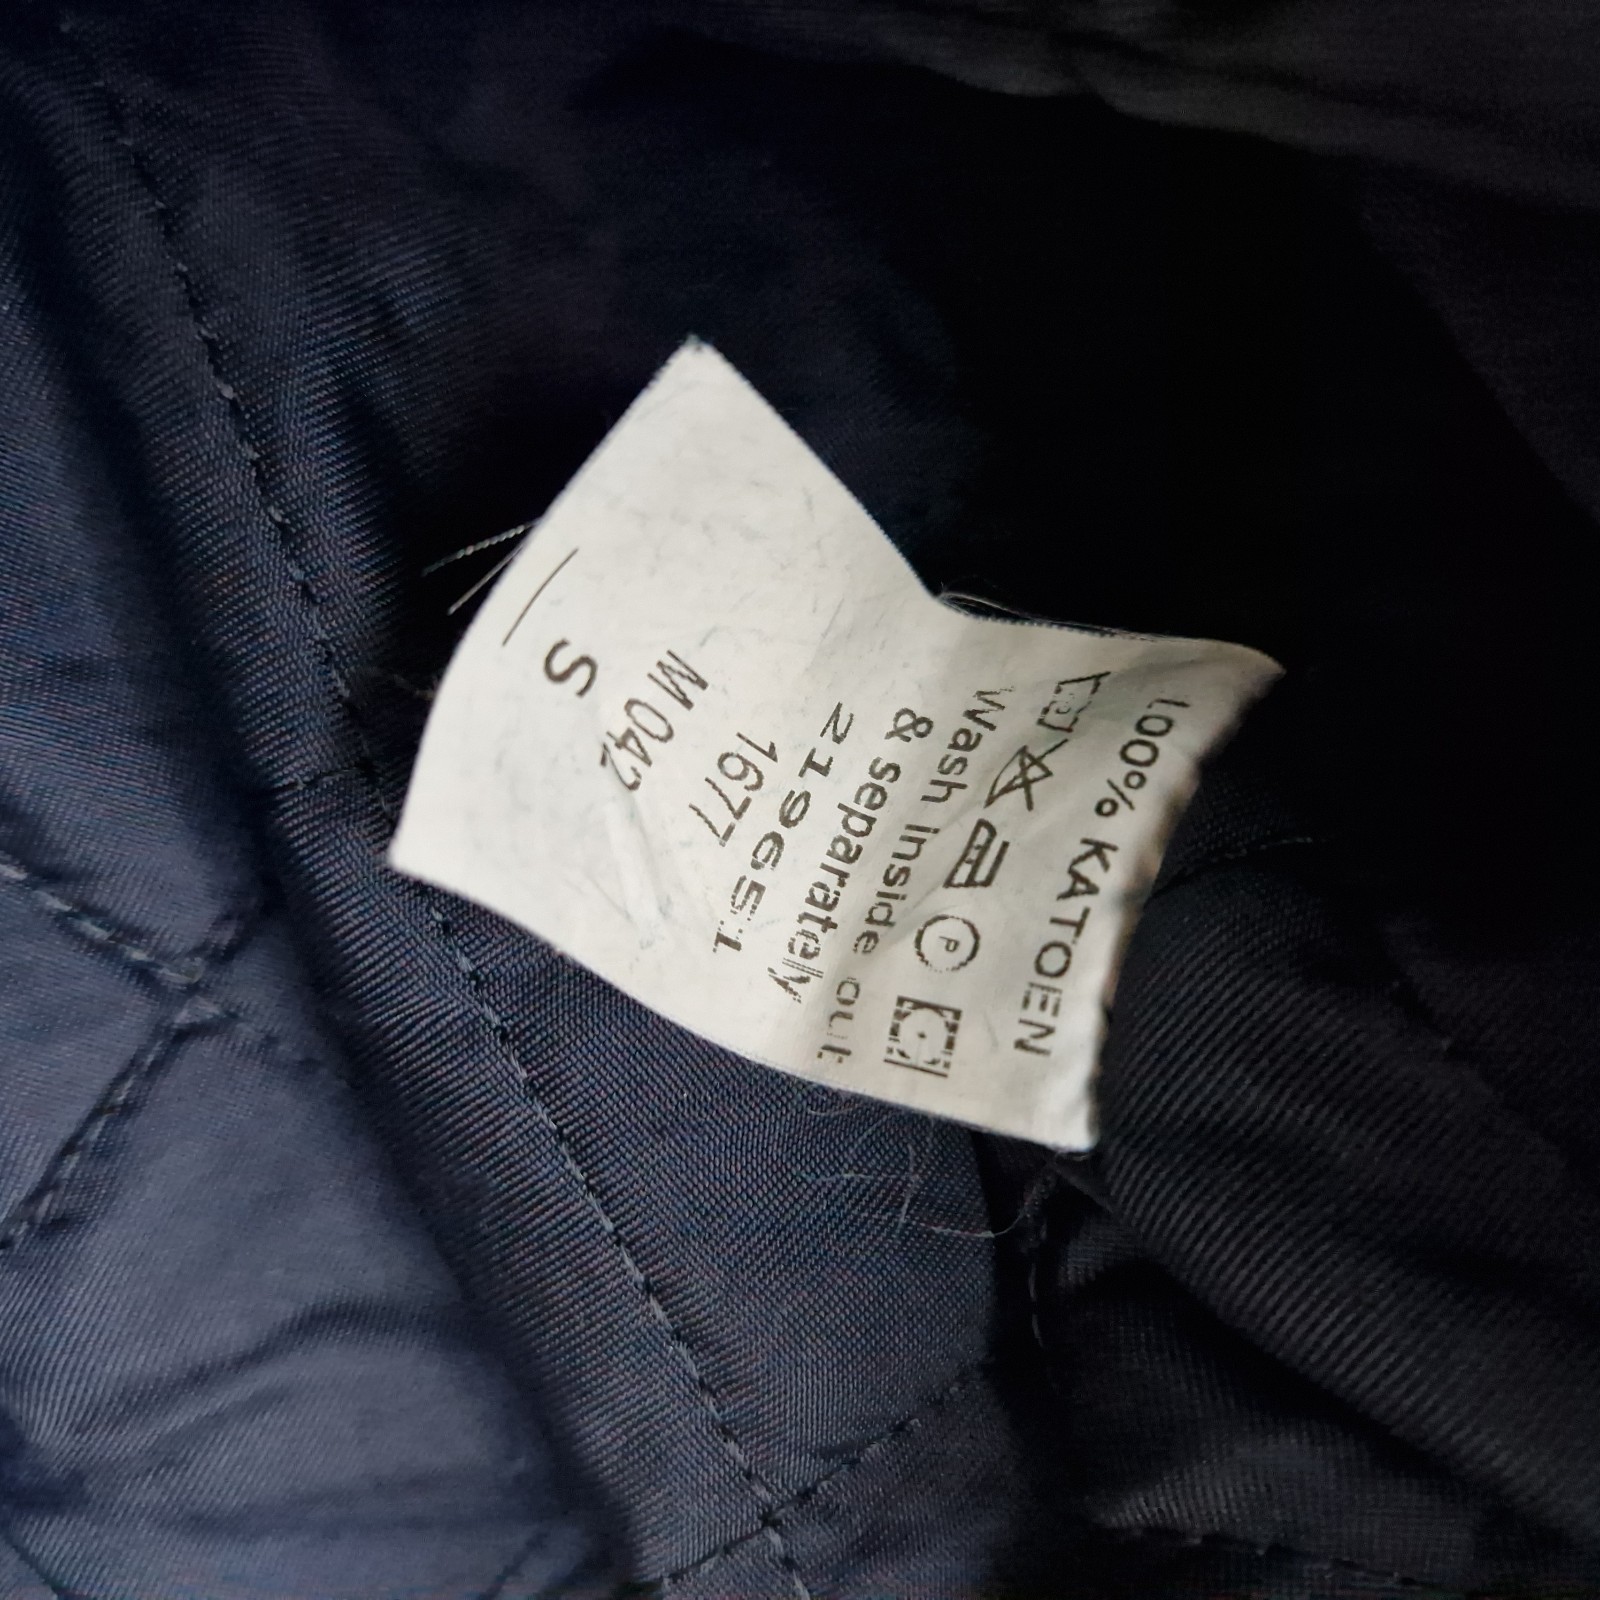 100% KATOEN
P
Wash inside out
& separately
219651
1677
M042
S